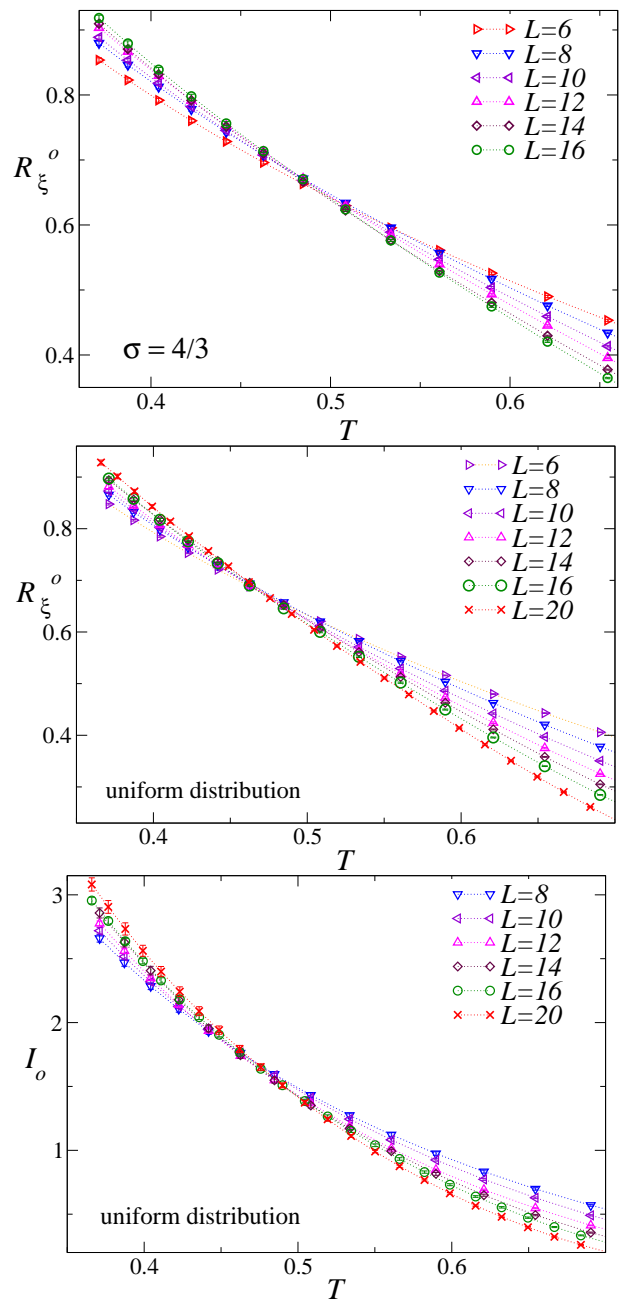 L=6
L=8
L=10
L=12
L=14
L=16
0.8
0.6
0.4
R_ξ^o
σ = 4/3
0.4 0.5 0.6
T
L=6
L=8
L=10
L=12
L=14
L=16
L=20
0.8
0.6
0.4
R_ξ^o
uniform distribution
0.4 0.5 0.6
T
L=8
L=10
L=12
L=14
L=16
L=20
3
2
1
I_o
uniform distribution
0.4 0.5 0.6
T